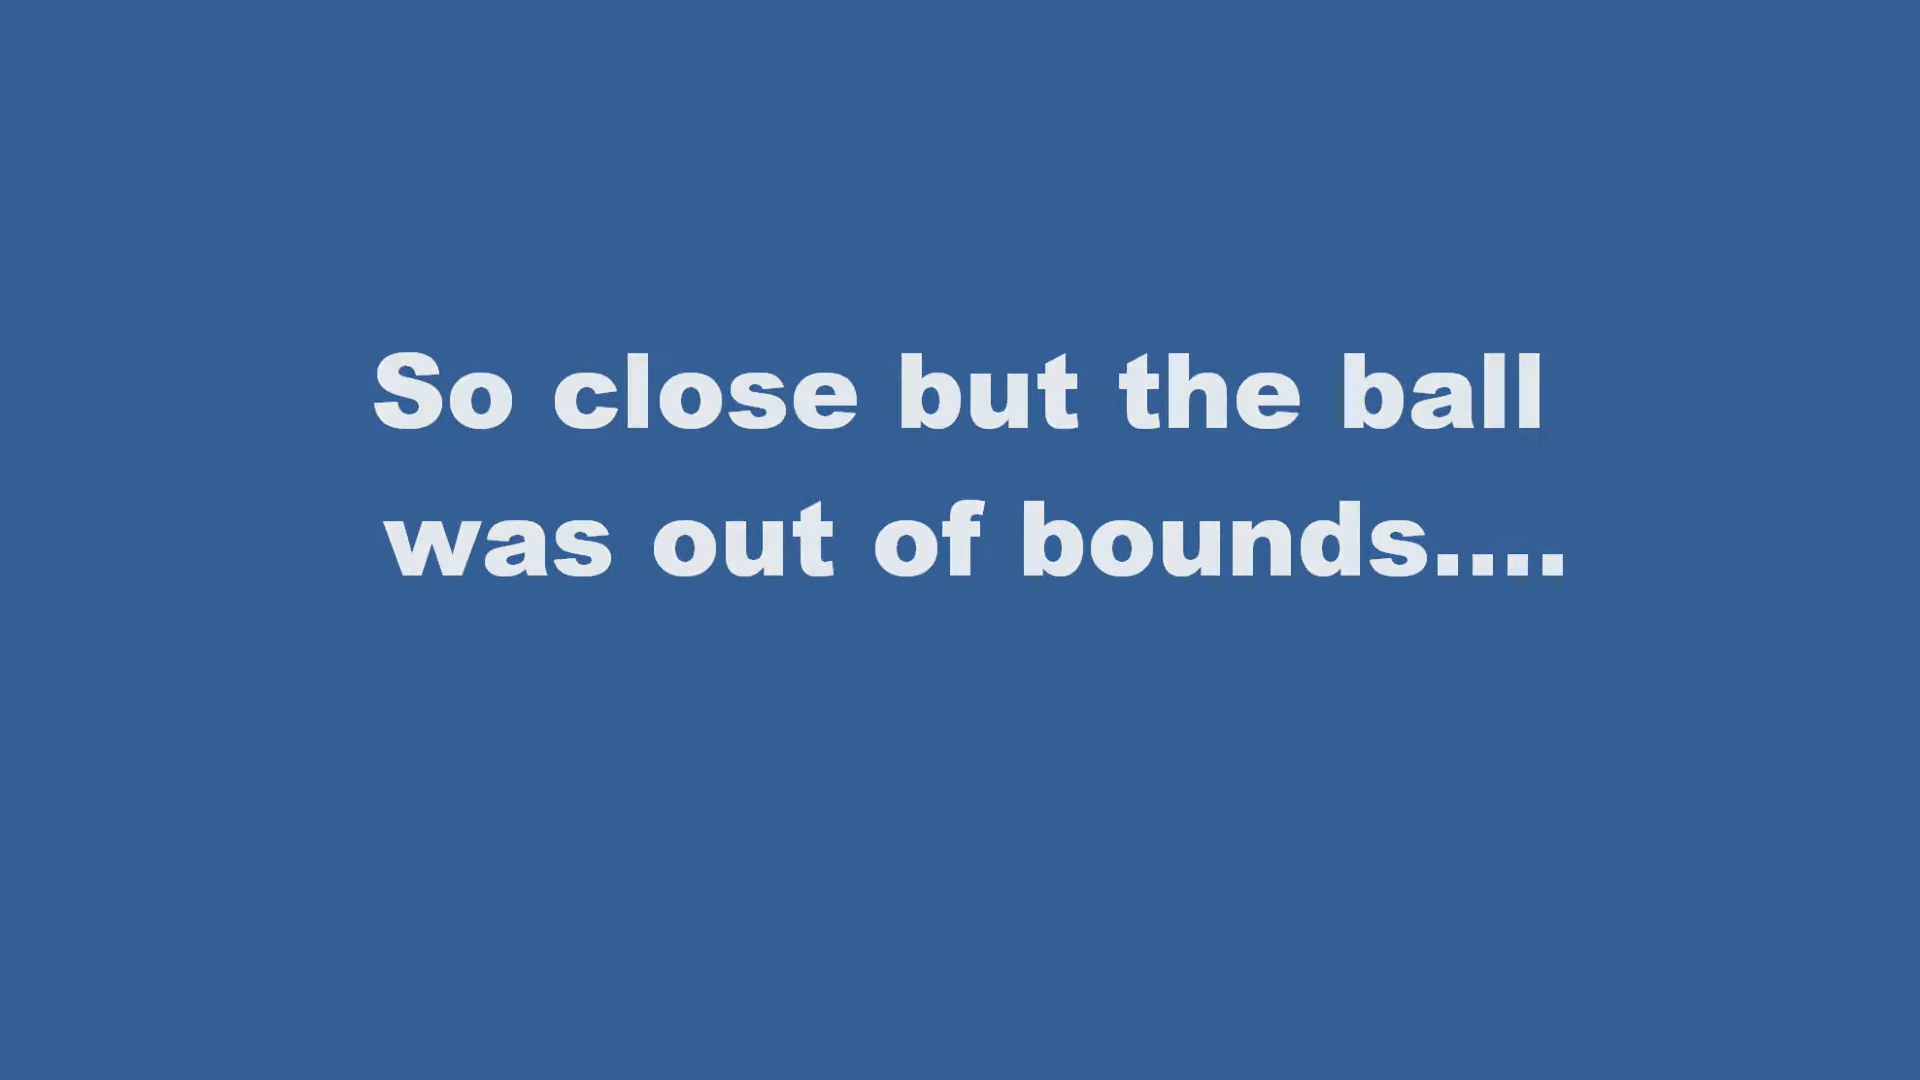 So close but the ball
was out of bounds....